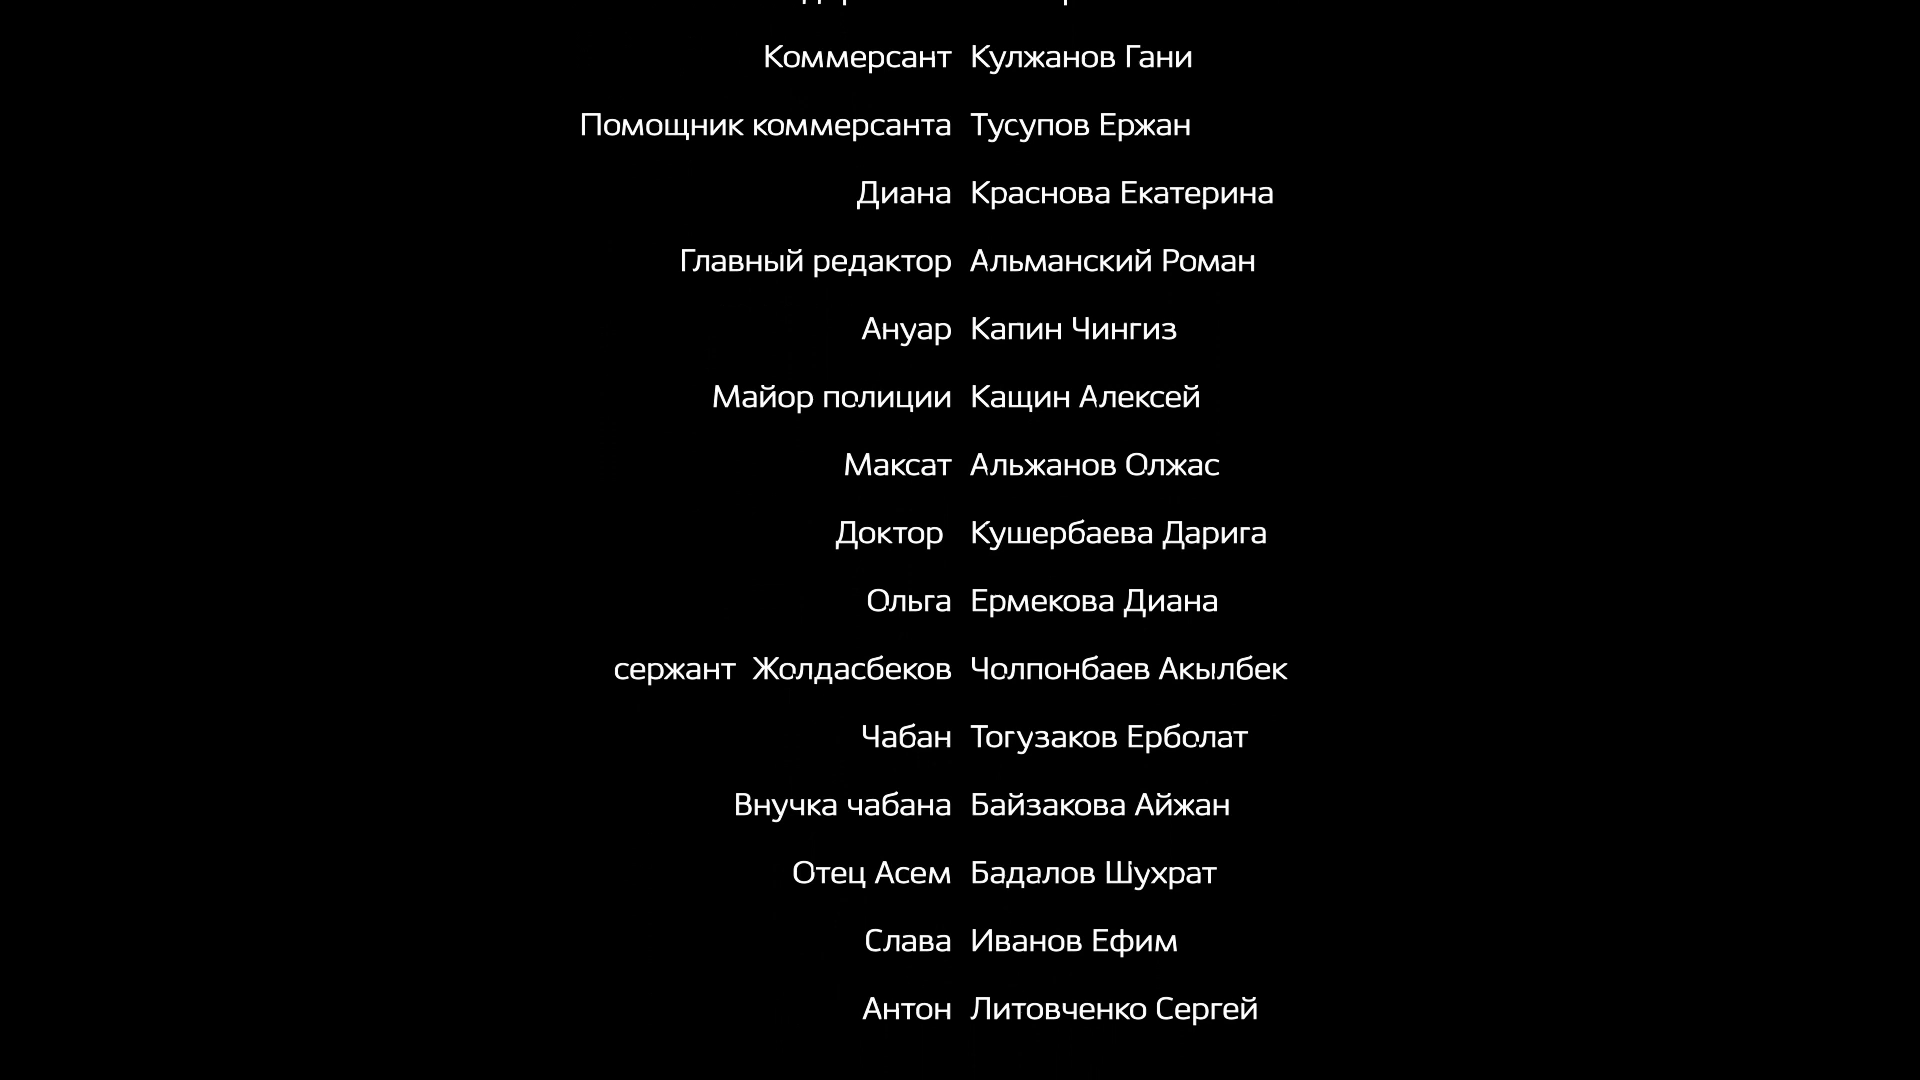 Коммерсант Кулжанов Гани
Помощник коммерсанта Тусупов Ержан
Диана Краснова Екатерина
Главный редактор Альманский Роман
Ануар Капин Чингиз
Майор полиции Кащин Алексей
Максат Альжанов Олжас
Доктор Кушербаева Дарига
Ольга Ермекова Диана
сержант Жолдасбеков Чолпонбаев Акылбек
Чабан Тогузаков Ерболат
Внучка чабана Байзакова Айжан
Отец Асем Бадалов Шухрат
Слава Иванов Ефим
Антон Литовченко Сергей